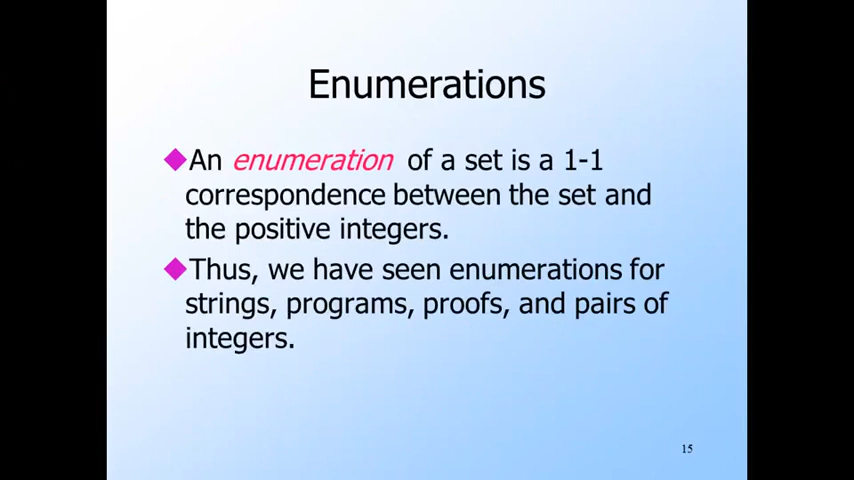 Enumerations
An enumeration of a set is a 1-1
correspondence between the set and
the positive integers.
Thus, we have seen enumerations for
strings, programs, proofs, and pairs of
integers.
15